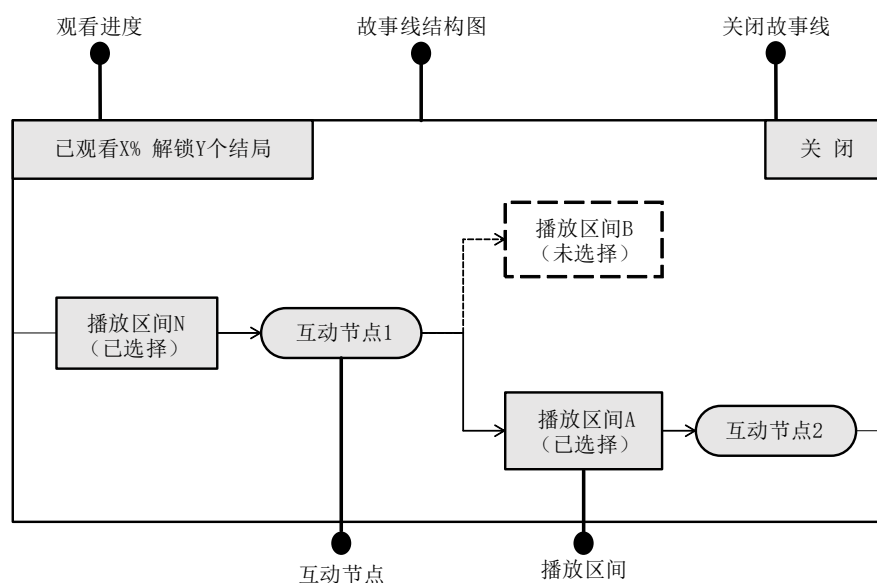 观看进度
故事线结构图
关闭故事线
已观看X% 解锁Y个结局
关 闭
播放区间B
（未选择）
播放区间N
（已选择）
互动节点1
播放区间A
（已选择）
互动节点2
互动节点
播放区间